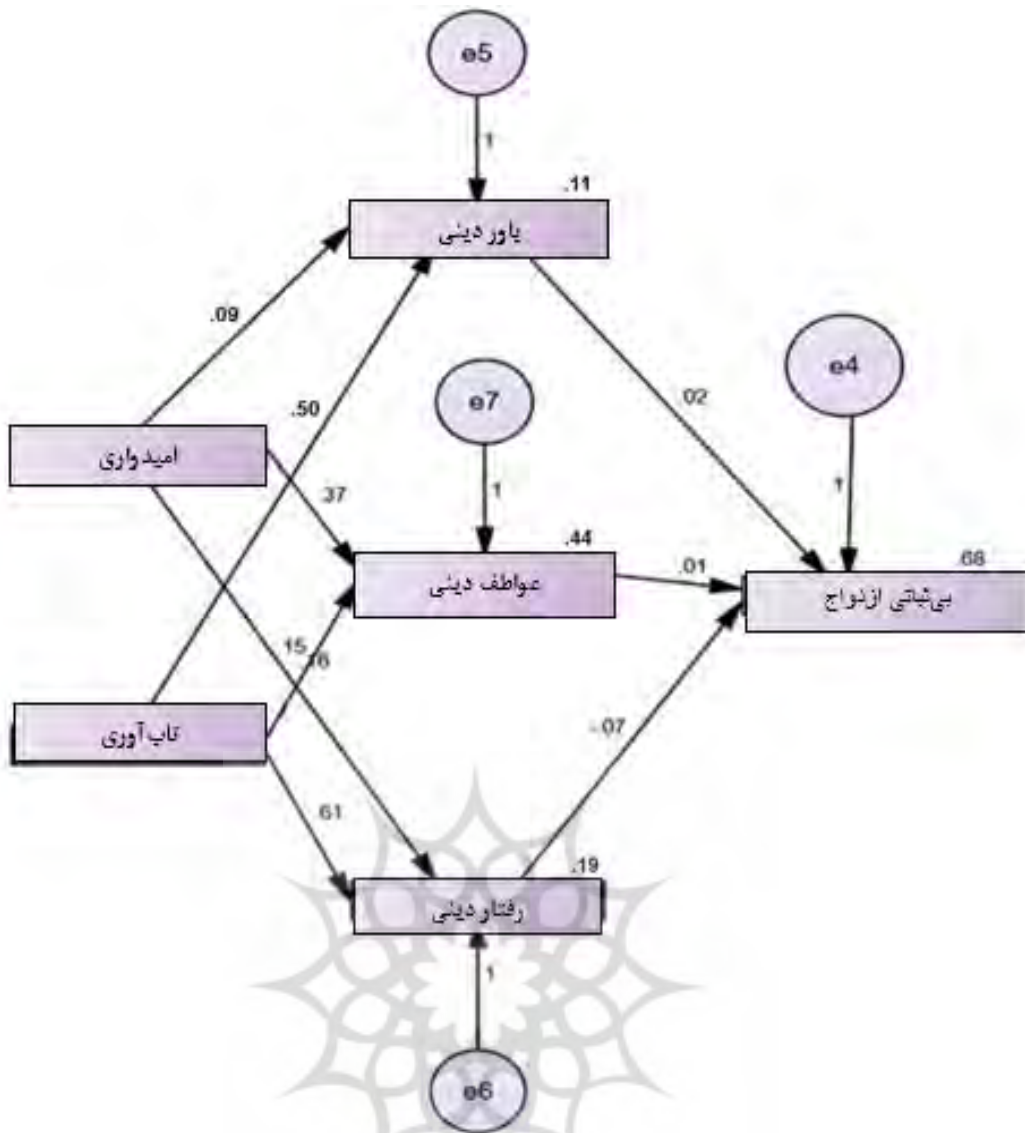 e5
1
.11
باور دینی
.09
.02
e4
e7
.50
1
1
امیدواری
.37
.44
.68
عواطف دینی
.01
بی‌ثباتی ازدواج
.15
تاب‌آوری
-.07
.61
.19
رفتار دینی
1
e6